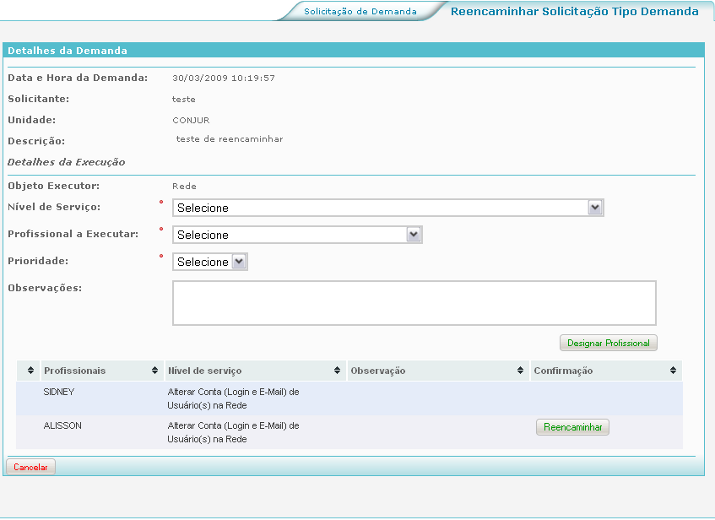 Solicitação de Demanda
Reencaminhar Solicitação Tipo Demanda
Detalhes da Demanda
Data e Hora da Demanda: 30/03/2009 10:19:57
Solicitante: teste
Unidade: CONJUR
Descrição: teste de reencaminhar
Detalhes da Execução
Objeto Executor: Rede
Nível de Serviço: * Selecione
Profissional a Executar: * Selecione
Prioridade: * Selecione
Observações:
Designar Profissional
Profissionais Nível de serviço Observação Confirmação
SIDNEY Alterar Conta (Login e E-Mail) de
Usuário(s) na Rede
ALISSON Alterar Conta (Login e E-Mail) de Reencaminhar
Usuário(s) na Rede
Cancelar